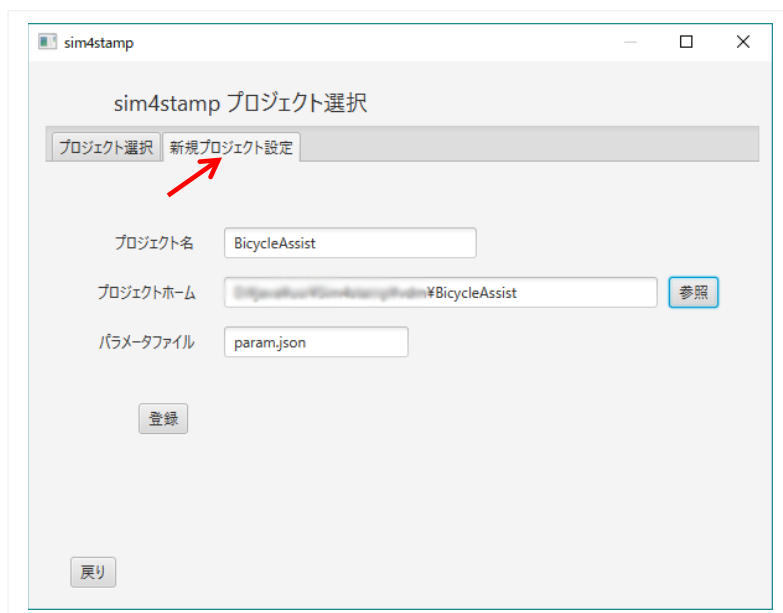 sim4stamp
sim4stamp プロジェクト選択
プロジェクト選択 新規プロジェクト設定
プロジェクト名 BicycleAssist
プロジェクトホーム ¥BicycleAssist 参照
パラメータファイル param.json
登録
戻り